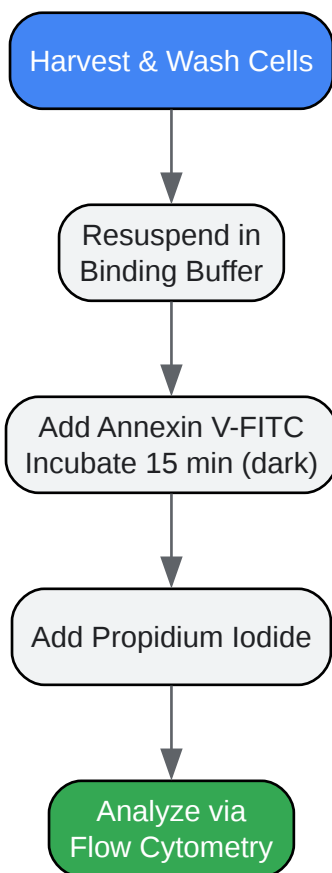 Harvest & Wash Cells
Resuspend in
Binding Buffer
Add Annexin V-FITC
Incubate 15 min (dark)
Add Propidium Iodide
Analyze via
Flow Cytometry